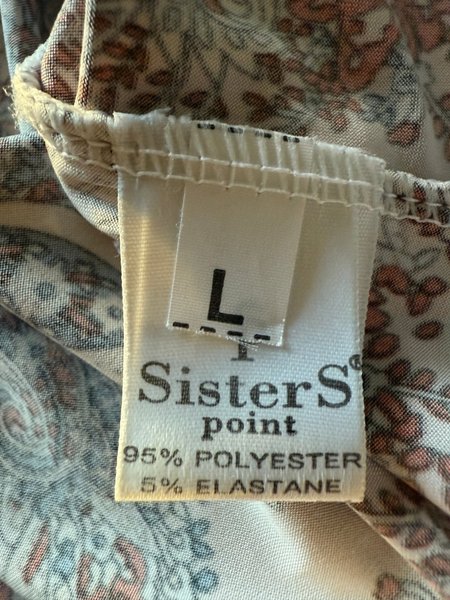 L
SisterS®
point
95% POLYESTER
5% ELASTANE